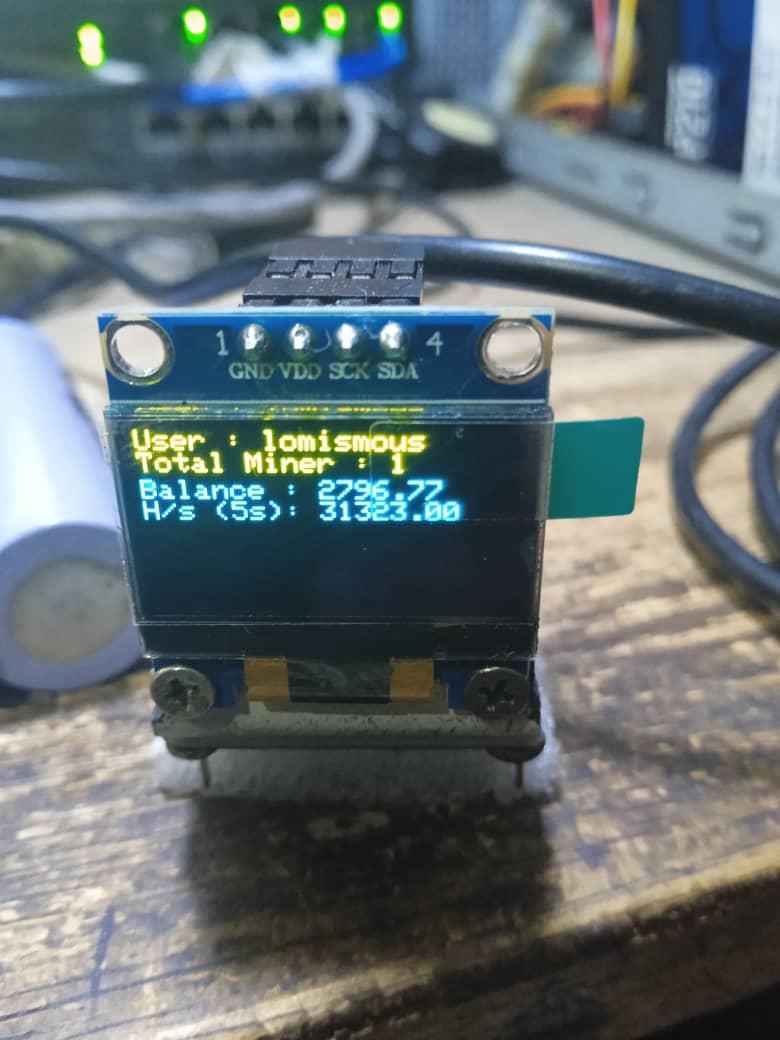 1 4
GND VDD SCK SDA
User : lomismous
Total Miner : 1
Balance : 2796.77
H/s (5s): 31323.00